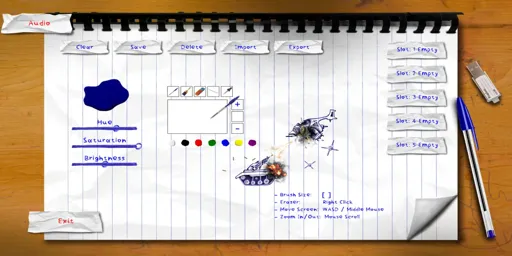 Audio
Clear
Save
Delete
Import
Export
Slot: 1 Empty
Slot: 2 Empty
Slot: 3 Empty
Slot: 4 Empty
Slot: 5 Empty
Hue
Saturation
Brightness
+
-
- Brush Size: [ ]
- Eraser: Right Click
- Move Screen: WASD / Middle Mouse
- Zoom In/Out: Mouse Scroll
Exit